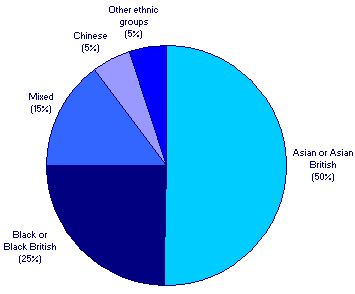 Other ethnic
groups
(5%)
Chinese
(5%)
Mixed
(15%)
Asian or Asian
British
(50%)
Black or
Black British
(25%)